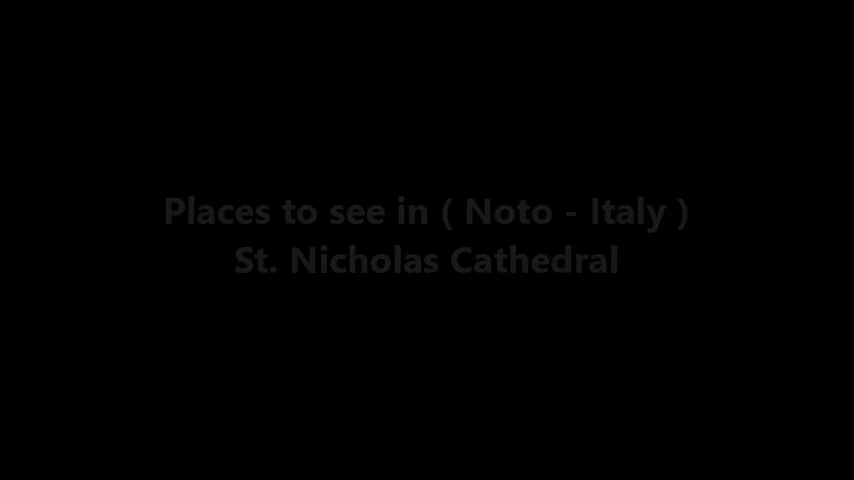 Places to see in ( Noto - Italy )
St. Nicholas Cathedral